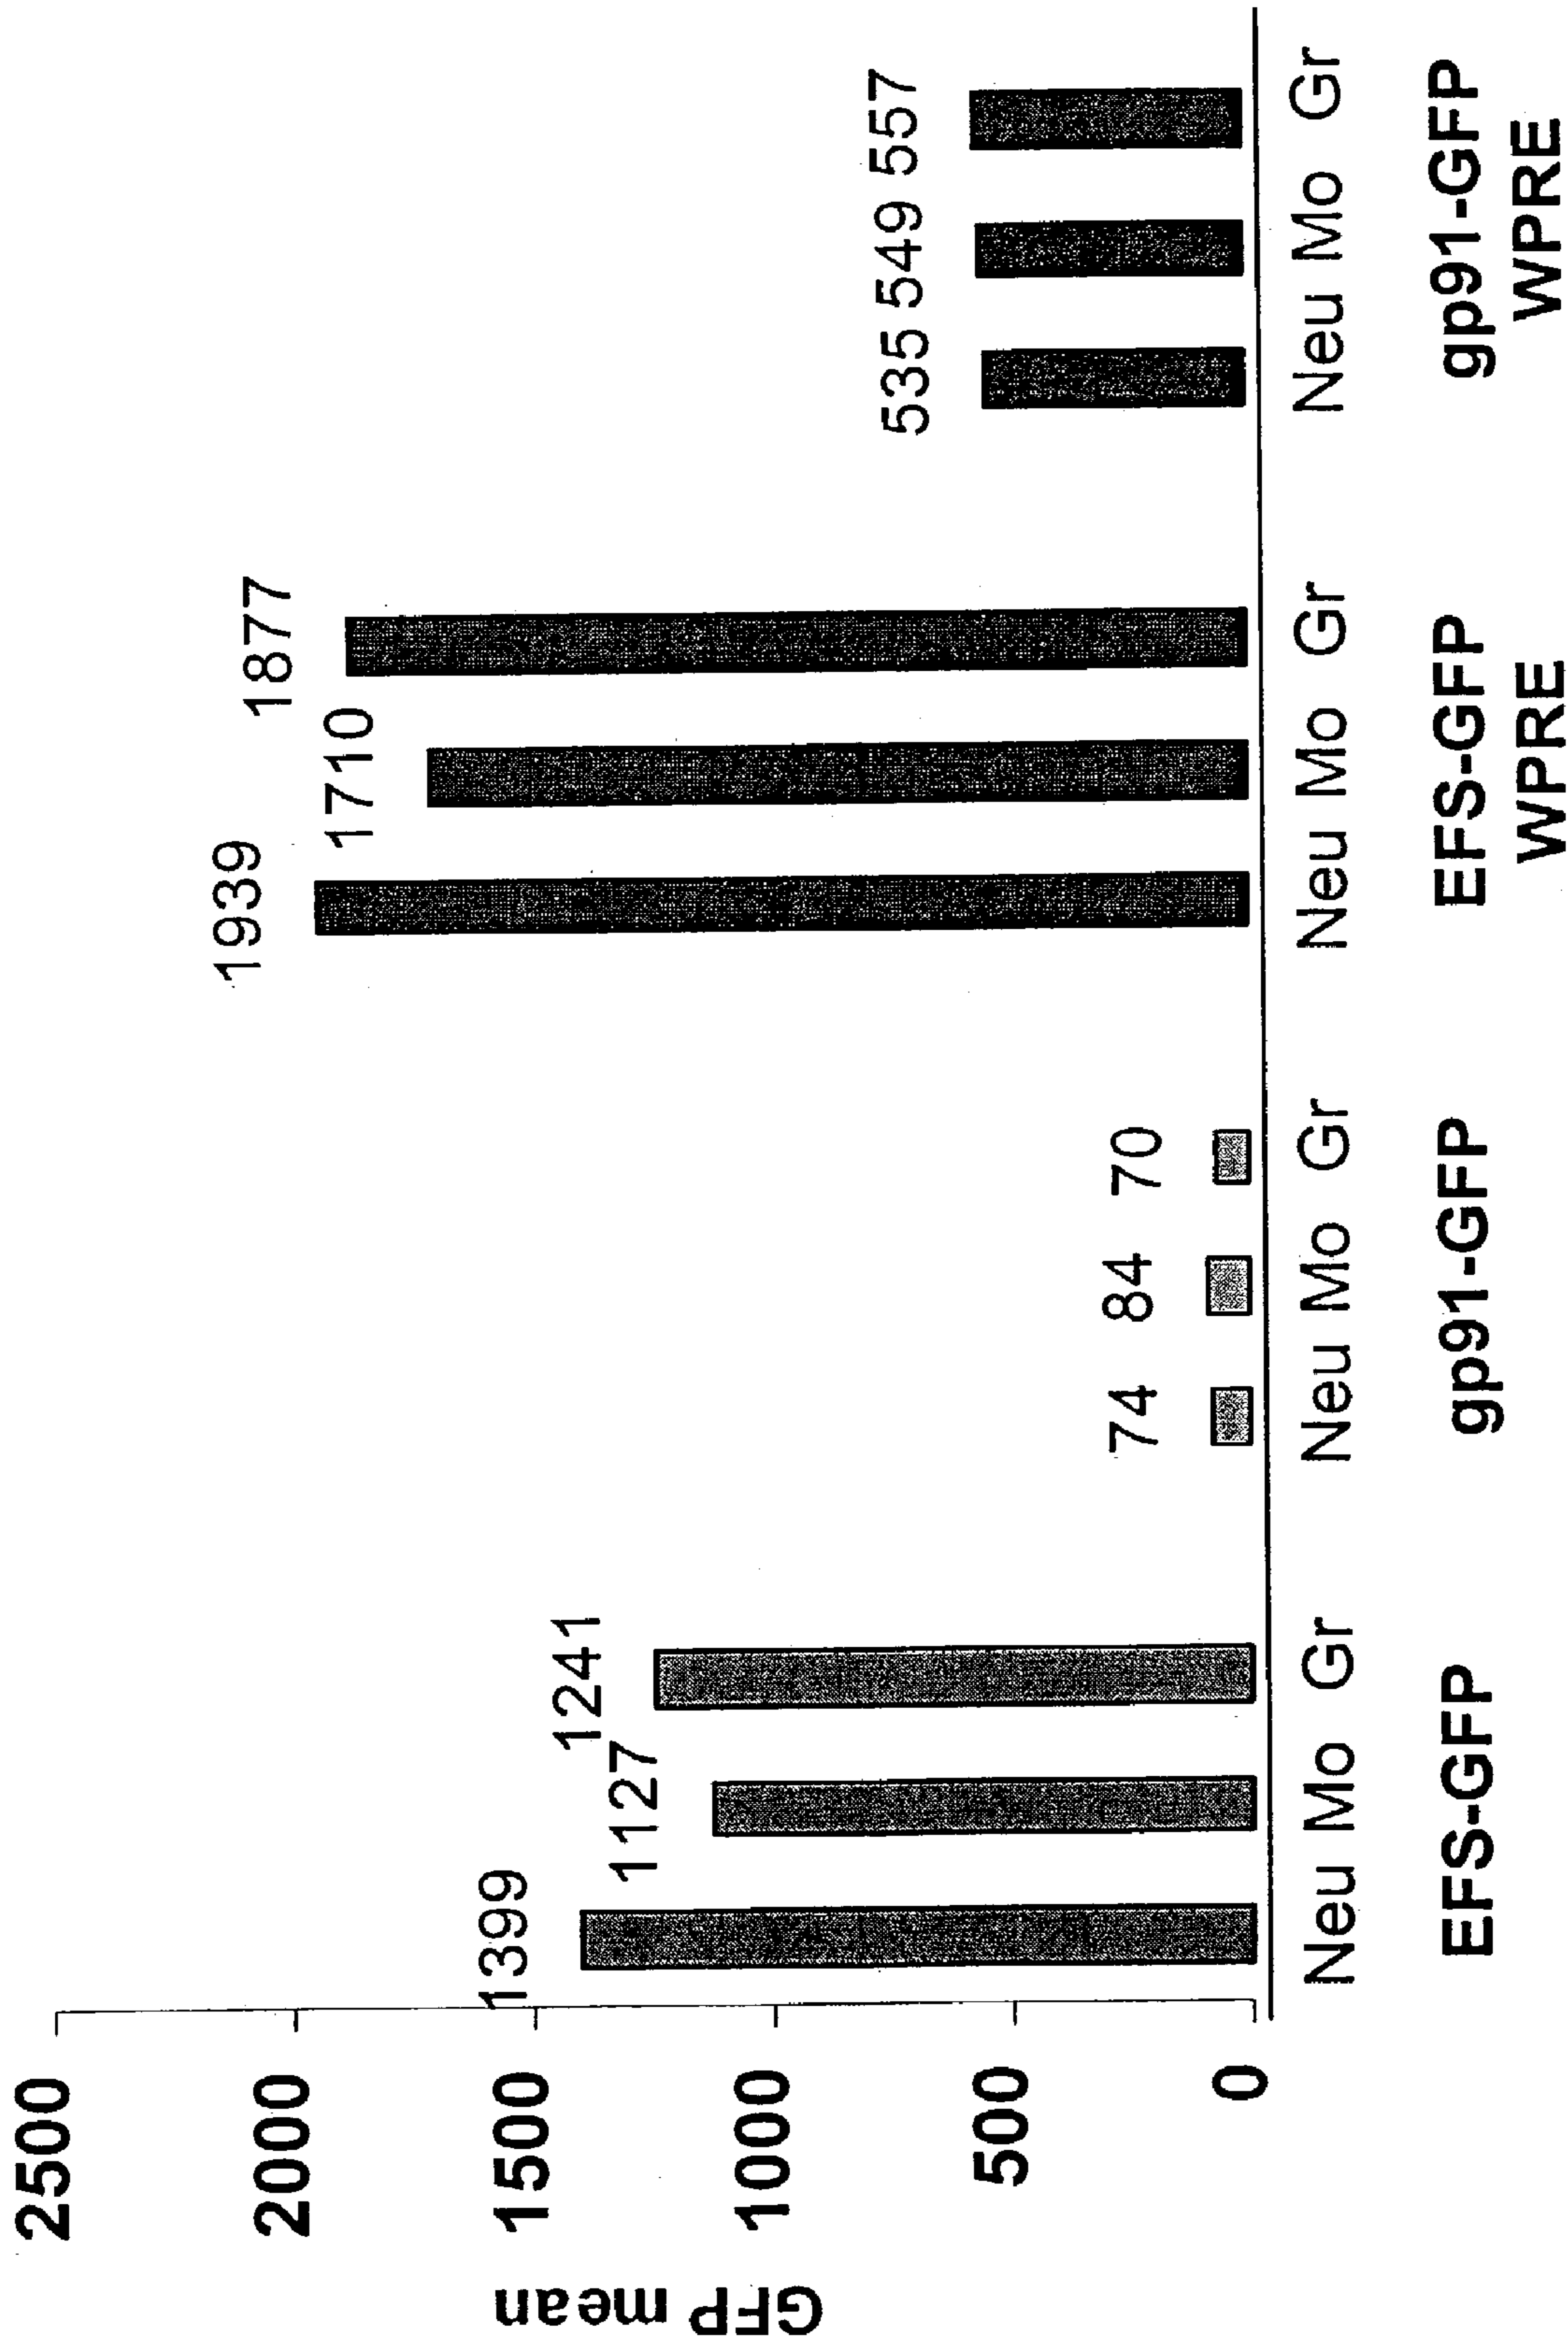 GFP mean
2500
2000
1500
1000
500
0
1399 1127 1241
74 84 70
1939 1710 1877
535 549 557
Neu Mo Gr Neu Mo Gr Neu Mo Gr Neu Mo Gr
EFS-GFP gp91-GFP EFS-GFP gp91-GFP
WPRE WPRE